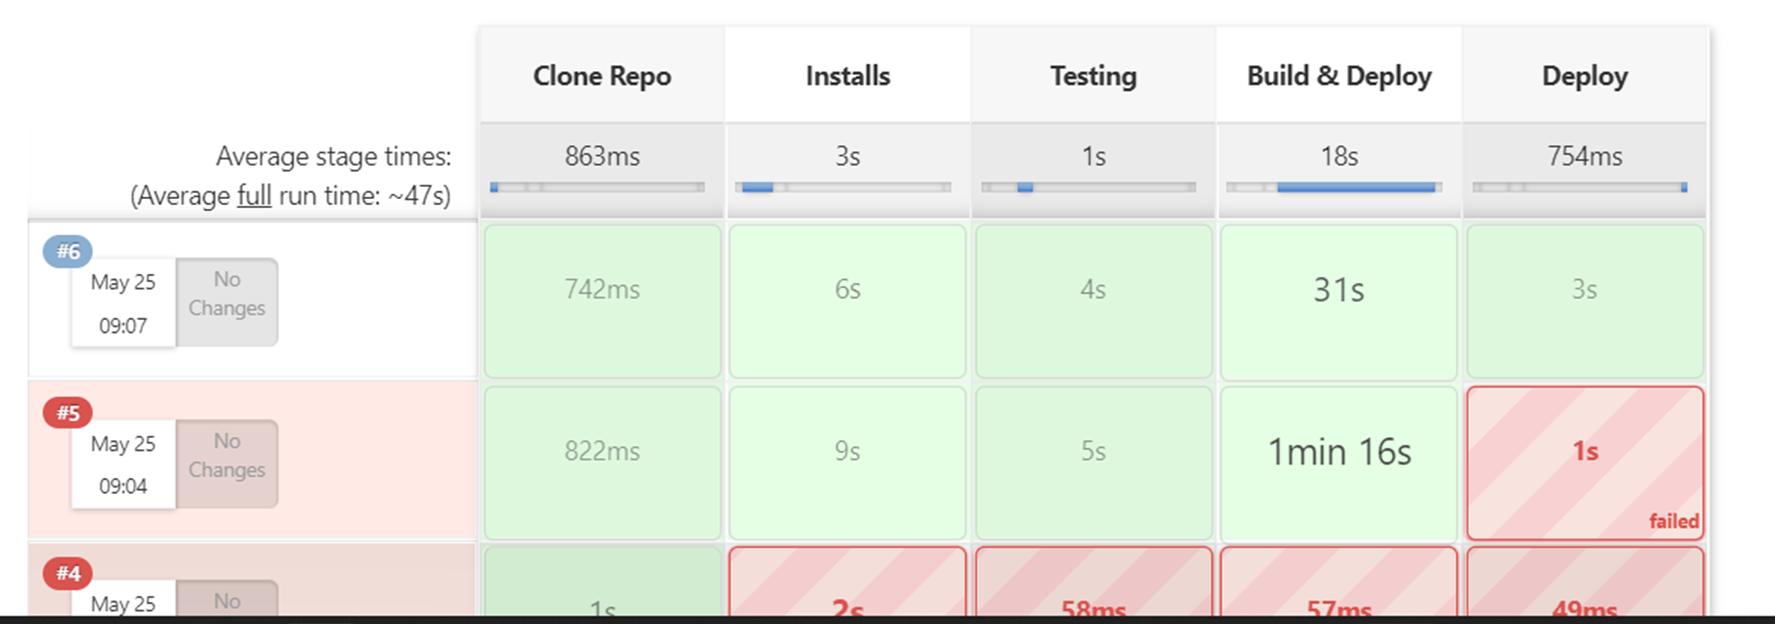 Clone Repo Installs Testing Build & Deploy Deploy
Average stage times: 863ms 3s 1s 18s 754ms
(Average full run time: ~47s)
#6
May 25 No
Changes
09:07
742ms 6s 4s 31s 3s
#5
May 25 No
Changes
09:04
822ms 9s 5s 1min 16s 1s
failed
#4
May 25 No
1s 2s 58ms 57ms 49ms